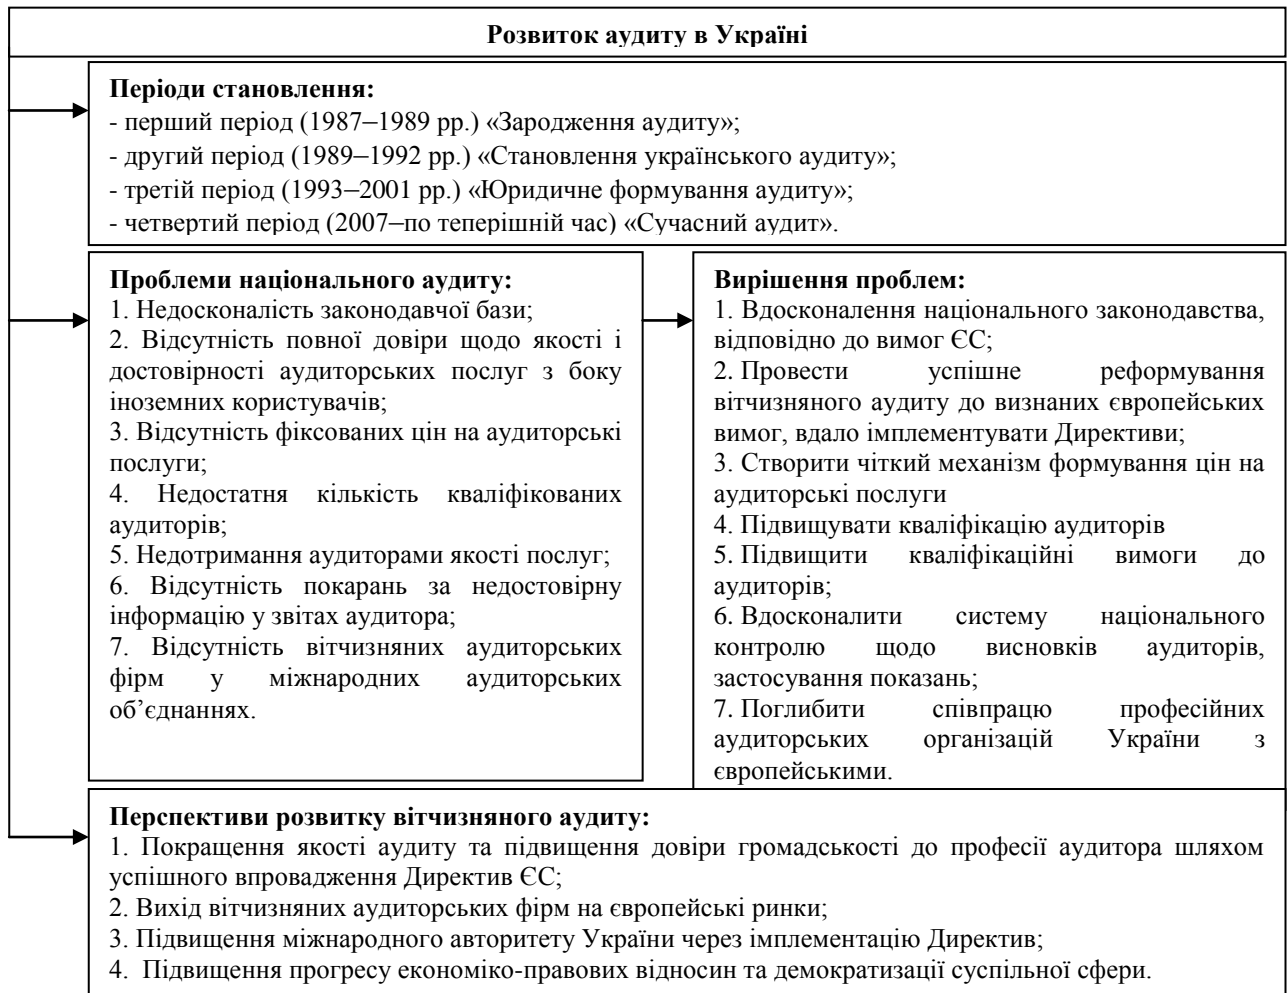 Розвиток аудиту в Україні
Періоди становлення:
- перший період (1987–1989 рр.) «Зародження аудиту»;
- другий період (1989–1992 рр.) «Становлення українського аудиту»;
- третій період (1993–2001 рр.) «Юридичне формування аудиту»;
- четвертий період (2007–по теперішній час) «Сучасний аудит».
Проблеми національного аудиту:
1. Недосконалість законодавчої бази;
2. Відсутність повної довіри щодо якості і
достовірності аудиторських послуг з боку
іноземних користувачів;
3. Відсутність фіксованих цін на аудиторські
послуги;
4. Недостатня кількість кваліфікованих
аудиторів;
5. Недотримання аудиторами якості послуг;
6. Відсутність покарань за недостовірну
інформацію у звітах аудитора;
7. Відсутність вітчизняних аудиторських
фірм у міжнародних аудиторських
об’єднаннях.
Вирішення проблем:
1. Вдосконалення національного законодавства,
відповідно до вимог ЄС;
2. Провести успішне реформування
вітчизняного аудиту до визнаних європейських
вимог, вдало імплементувати Директиви;
3. Створити чіткий механізм формування цін на
аудиторські послуги
4. Підвищувати кваліфікацію аудиторів
5. Підвищити кваліфікаційні вимоги до
аудиторів;
6. Вдосконалити систему національного
контролю щодо висновків аудиторів,
застосування показань;
7. Поглибити співпрацю професійних
аудиторських організацій України з
європейськими.
Перспективи розвитку вітчизняного аудиту:
1. Покращення якості аудиту та підвищення довіри громадськості до професії аудитора шляхом
успішного впровадження Директив ЄС;
2. Вихід вітчизняних аудиторських фірм на європейські ринки;
3. Підвищення міжнародного авторитету України через імплементацію Директив;
4. Підвищення прогресу економіко-правових відносин та демократизації суспільної сфери.